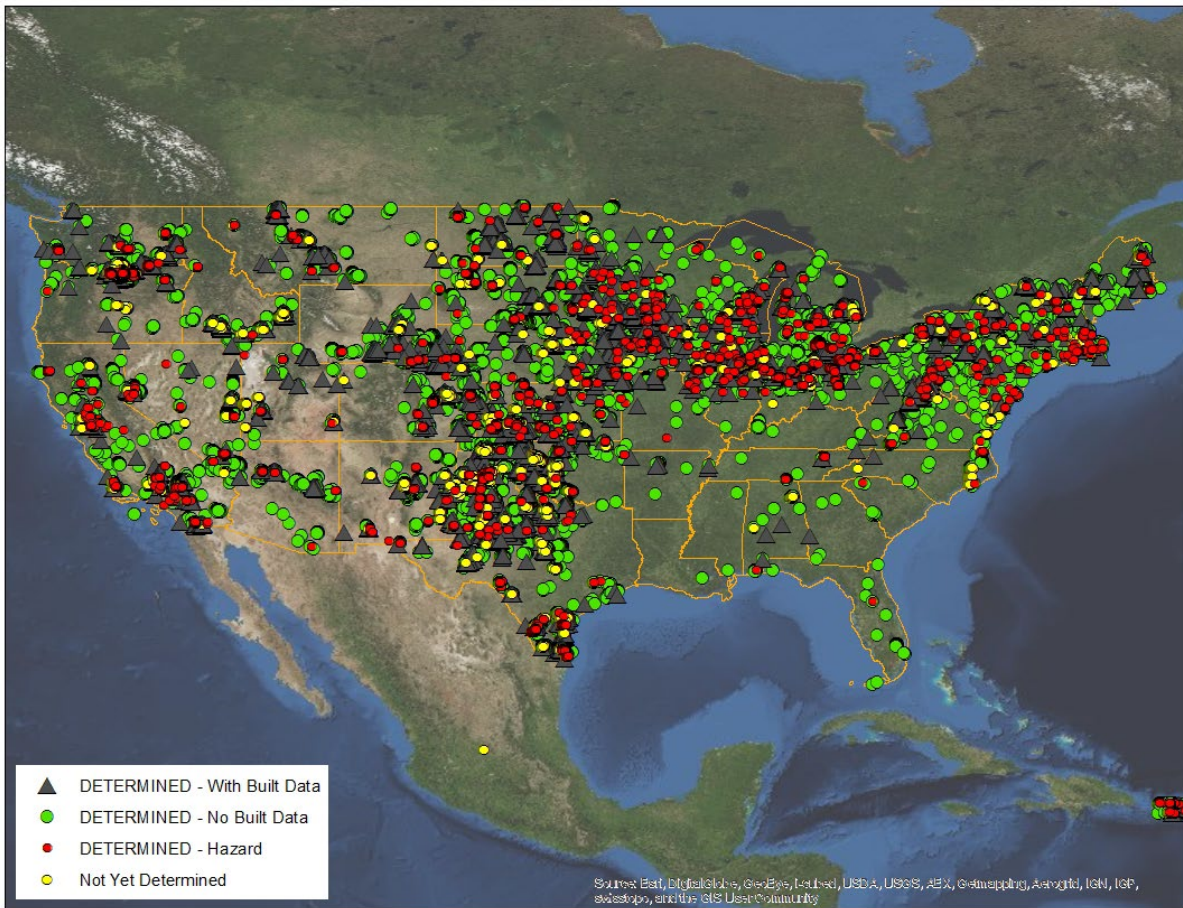 DETERMINED - With Built Data
DETERMINED - No Built Data
DETERMINED - Hazard
Not Yet Determined
Source: Esri, DigitalGlobe, GeoEye, i-cubed, USDA, USGS, AEX, Getmapping, Aerogrid, IGN, IGP,
swisstopo, and the GIS User Community